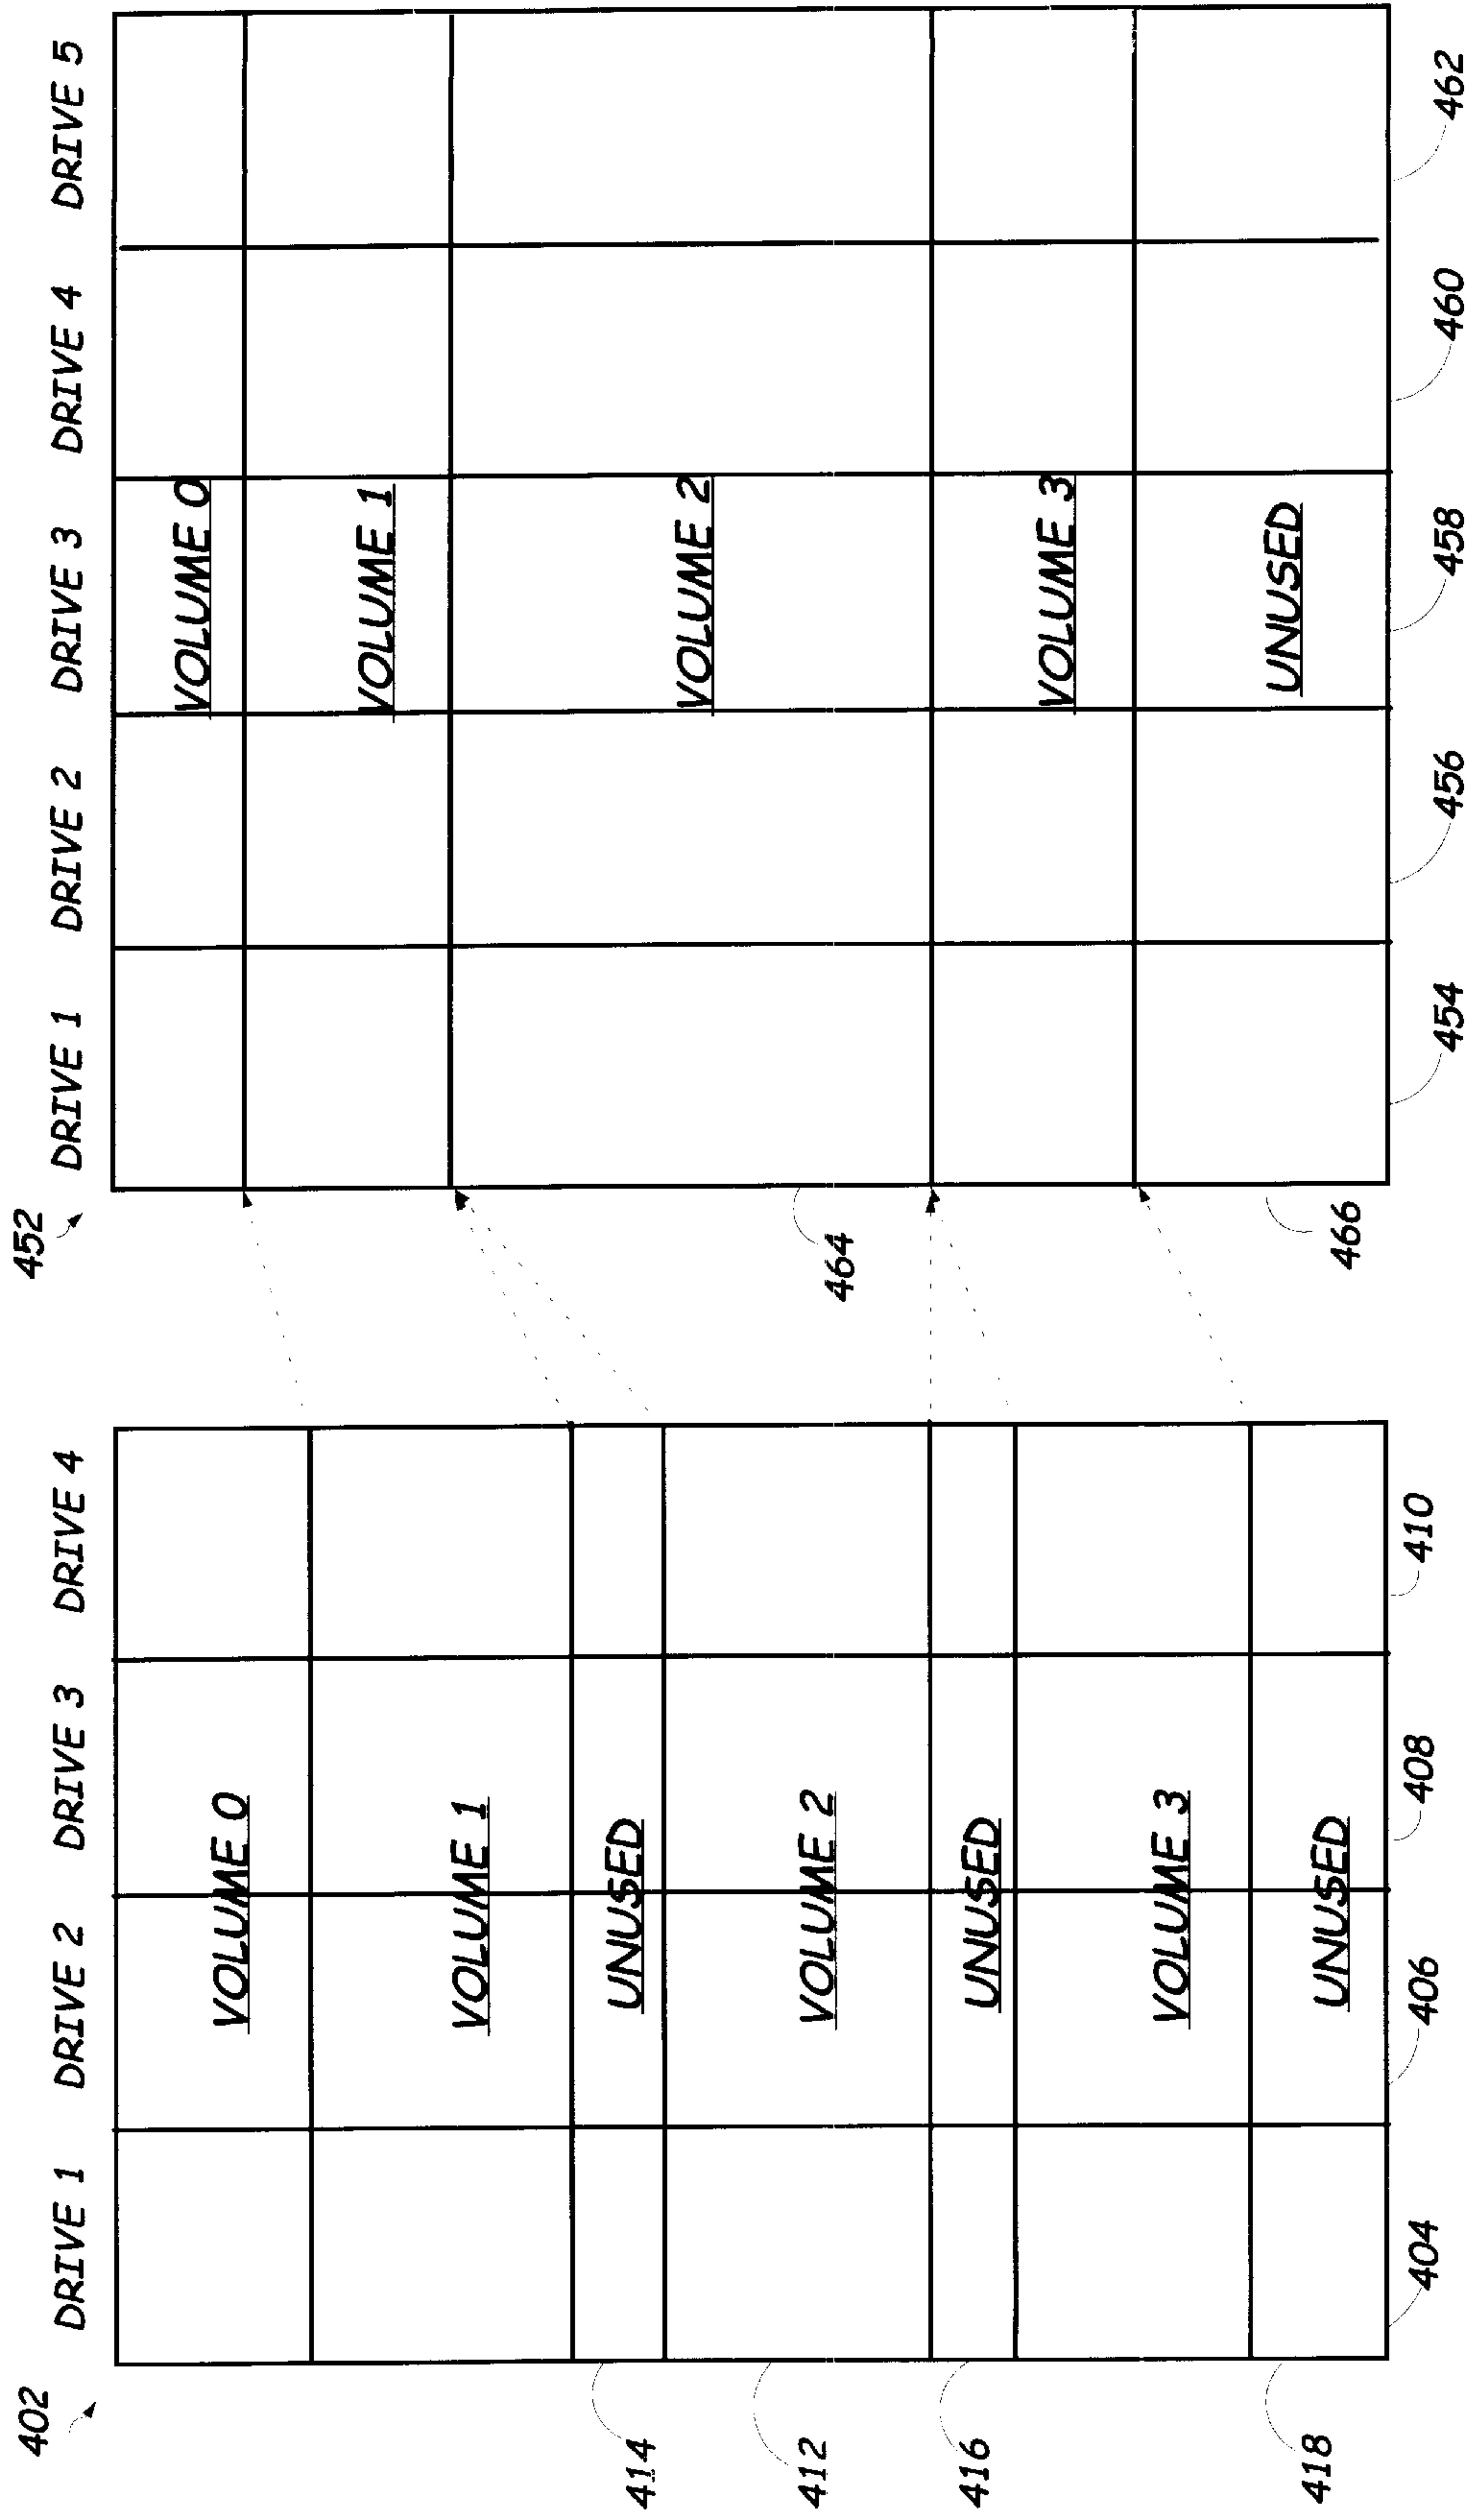 402
DRIVE 1 DRIVE 2 DRIVE 3 DRIVE 4
VOLUME 0
VOLUME 1
414
UNUSED
412
VOLUME 2
416
UNUSED
VOLUME 3
418
UNUSED
404 406 408 410
452
DRIVE 1 DRIVE 2 DRIVE 3 DRIVE 4 DRIVE 5
VOLUME 0
VOLUME 1
VOLUME 2
464
VOLUME 3
UNUSED
466
454 456 458 460 462